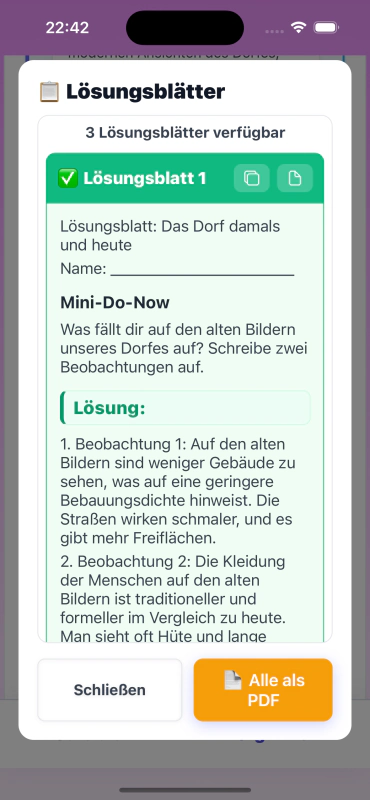 22:42
Lösungsblätter
3 Lösungsblätter verfügbar
Lösungsblatt 1
Lösungsblatt: Das Dorf damals
und heute
Name: ______________________
Mini-Do-Now
Was fällt dir auf den alten Bildern
unseres Dorfes auf? Schreibe zwei
Beobachtungen auf.
Lösung:
1. Beobachtung 1: Auf den alten
Bildern sind weniger Gebäude zu
sehen, was auf eine geringere
Bebauungsdichte hinweist. Die
Straßen wirken schmaler, und es
gibt mehr Freiflächen.
2. Beobachtung 2: Die Kleidung
der Menschen auf den alten
Bildern ist traditioneller und
formeller im Vergleich zu heute.
Man sieht oft Hüte und lange
Schließen
Alle als
PDF